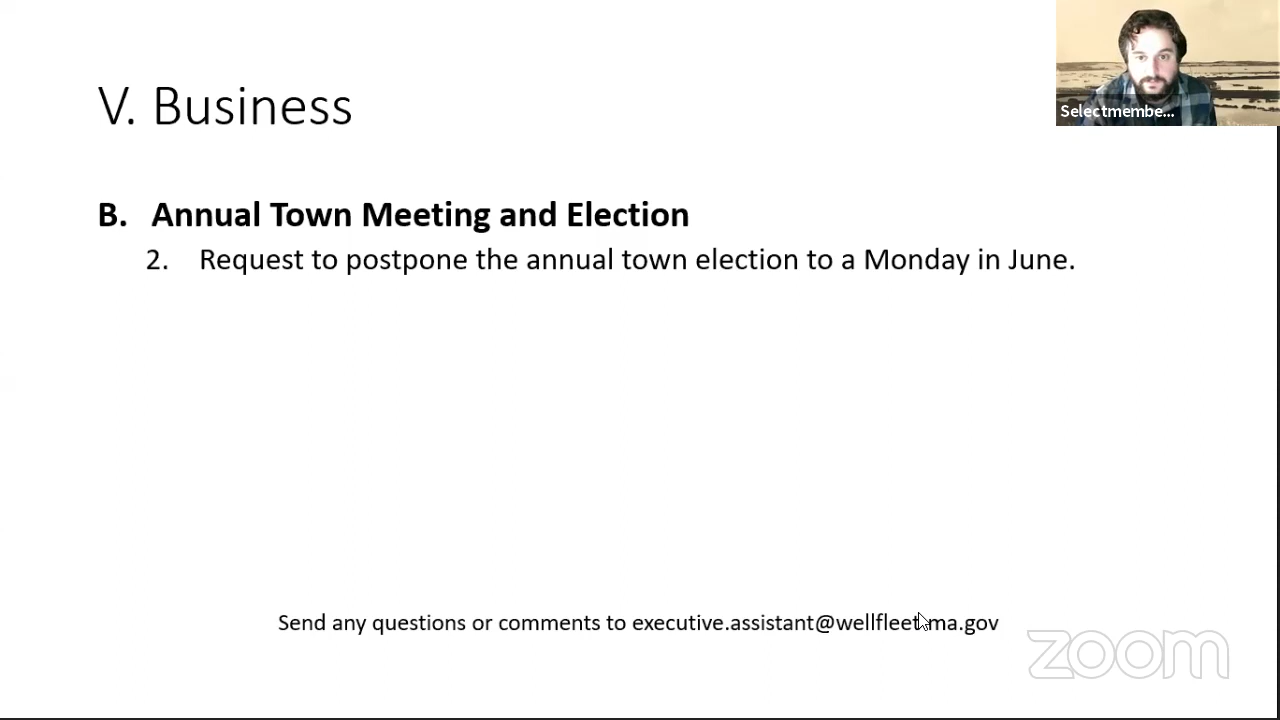 V. Business
Selectmembe...
B. Annual Town Meeting and Election
2. Request to postpone the annual town election to a Monday in June.
Send any questions or comments to executive.assistant@wellfleet-ma.gov
zoom